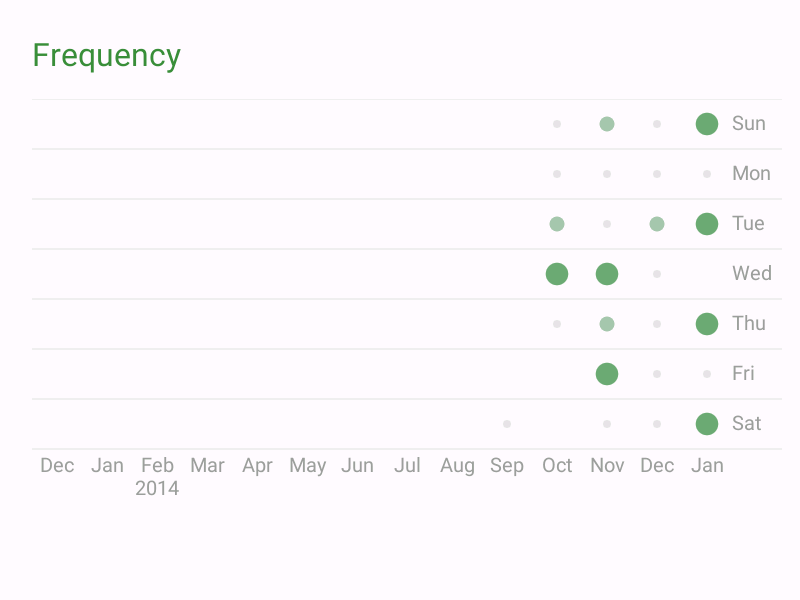 Frequency
Sun
Mon
Tue
Wed
Thu
Fri
Sat
Dec Jan Feb Mar Apr May Jun Jul Aug Sep Oct Nov Dec Jan
2014